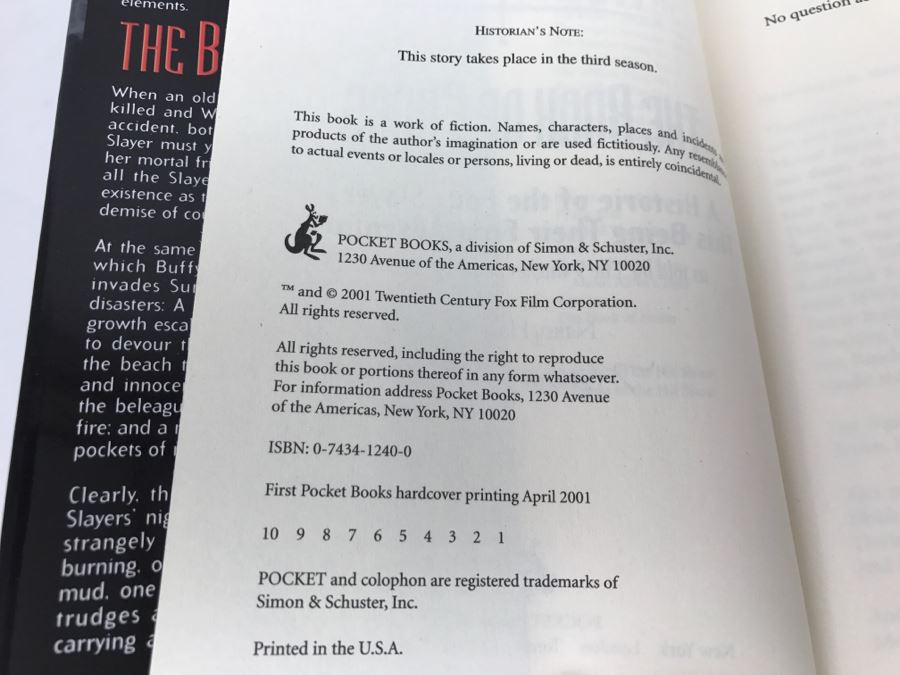 elements.
THE B
When an old
killed and W
accident, bot
Slayer must y
her mortal fr
all the Slaye
existence as t
demise of co
At the same
which Buffy
invades Su
disasters: A
growth esca
to devour t
the beach
and innoce
the beleagu
fire; and a
pockets of
Clearly, th
Slayers' nig
strangely
burning, o
mud, one
trudges a
carrying a
HISTORIAN'S NOTE:
This story takes place in the third season.
This book is a work of fiction. Names, characters, places and incidents
products of the author's imagination or are used fictitiously. Any
to actual events or locales or persons, living or dead, is entirely coincidental.
POCKET BOOKS, a division of Simon & Schuster, Inc.
1230 Avenue of the Americas, New York, NY 10020
™ and © 2001 Twentieth Century Fox Film Corporation.
All rights reserved.
All rights reserved, including the right to reproduce
this book or portions thereof in any form whatsoever.
For information address Pocket Books, 1230 Avenue
of the Americas, New York, NY 10020
ISBN: 0-7434-1240-0
First Pocket Books hardcover printing April 2001
10 9 8 7 6 5 4 3 2 1
POCKET and colophon are registered trademarks of
Simon & Schuster, Inc.
Printed in the U.S.A.
No question